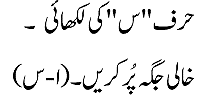 حرف "س" کی لکھائی ۔
خالی جگہ پُر کریں۔(ا-س)